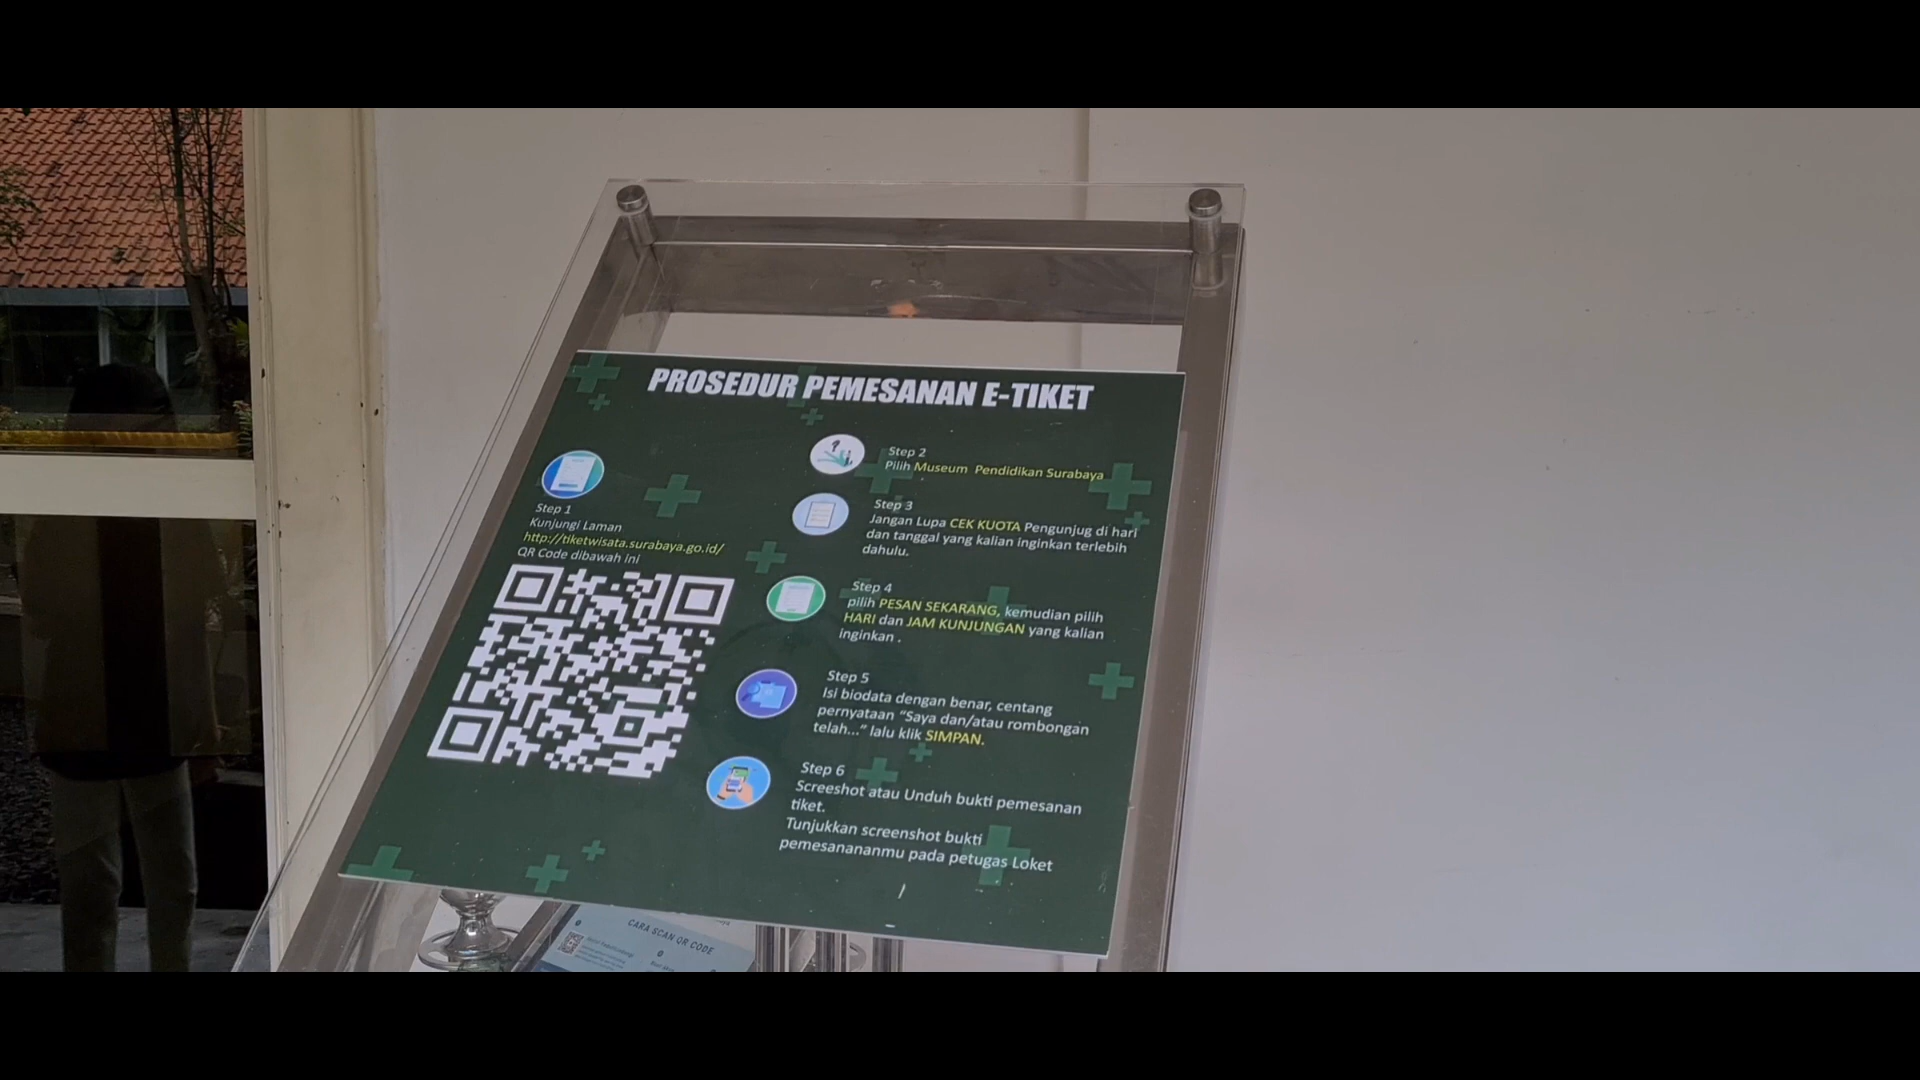 PROSEDUR PEMESANAN E-TIKET
Step 1
Kunjungi Laman
http://tiketwisata.surabaya.go.id/
QR Code dibawah ini
Step 2
Pilih Museum Pendidikan Surabaya
Step 3
Jangan Lupa CEK KUOTA Pengunjug di hari
dan tanggal yang kalian inginkan terlebih
dahulu.
Step 4
pilih PESAN SEKARANG, kemudian pilih
HARI dan JAM KUNJUNGAN yang kalian
inginkan .
Step 5
Isi biodata dengan benar, centang
pernyataan “Saya dan/atau rombongan
telah...” lalu klik SIMPAN.
Step 6
Screeshot atau Unduh bukti pemesanan
tiket.
Tunjukkan screenshot bukti
pemesanananmu pada petugas Loket
CARA SCAN QR CODE